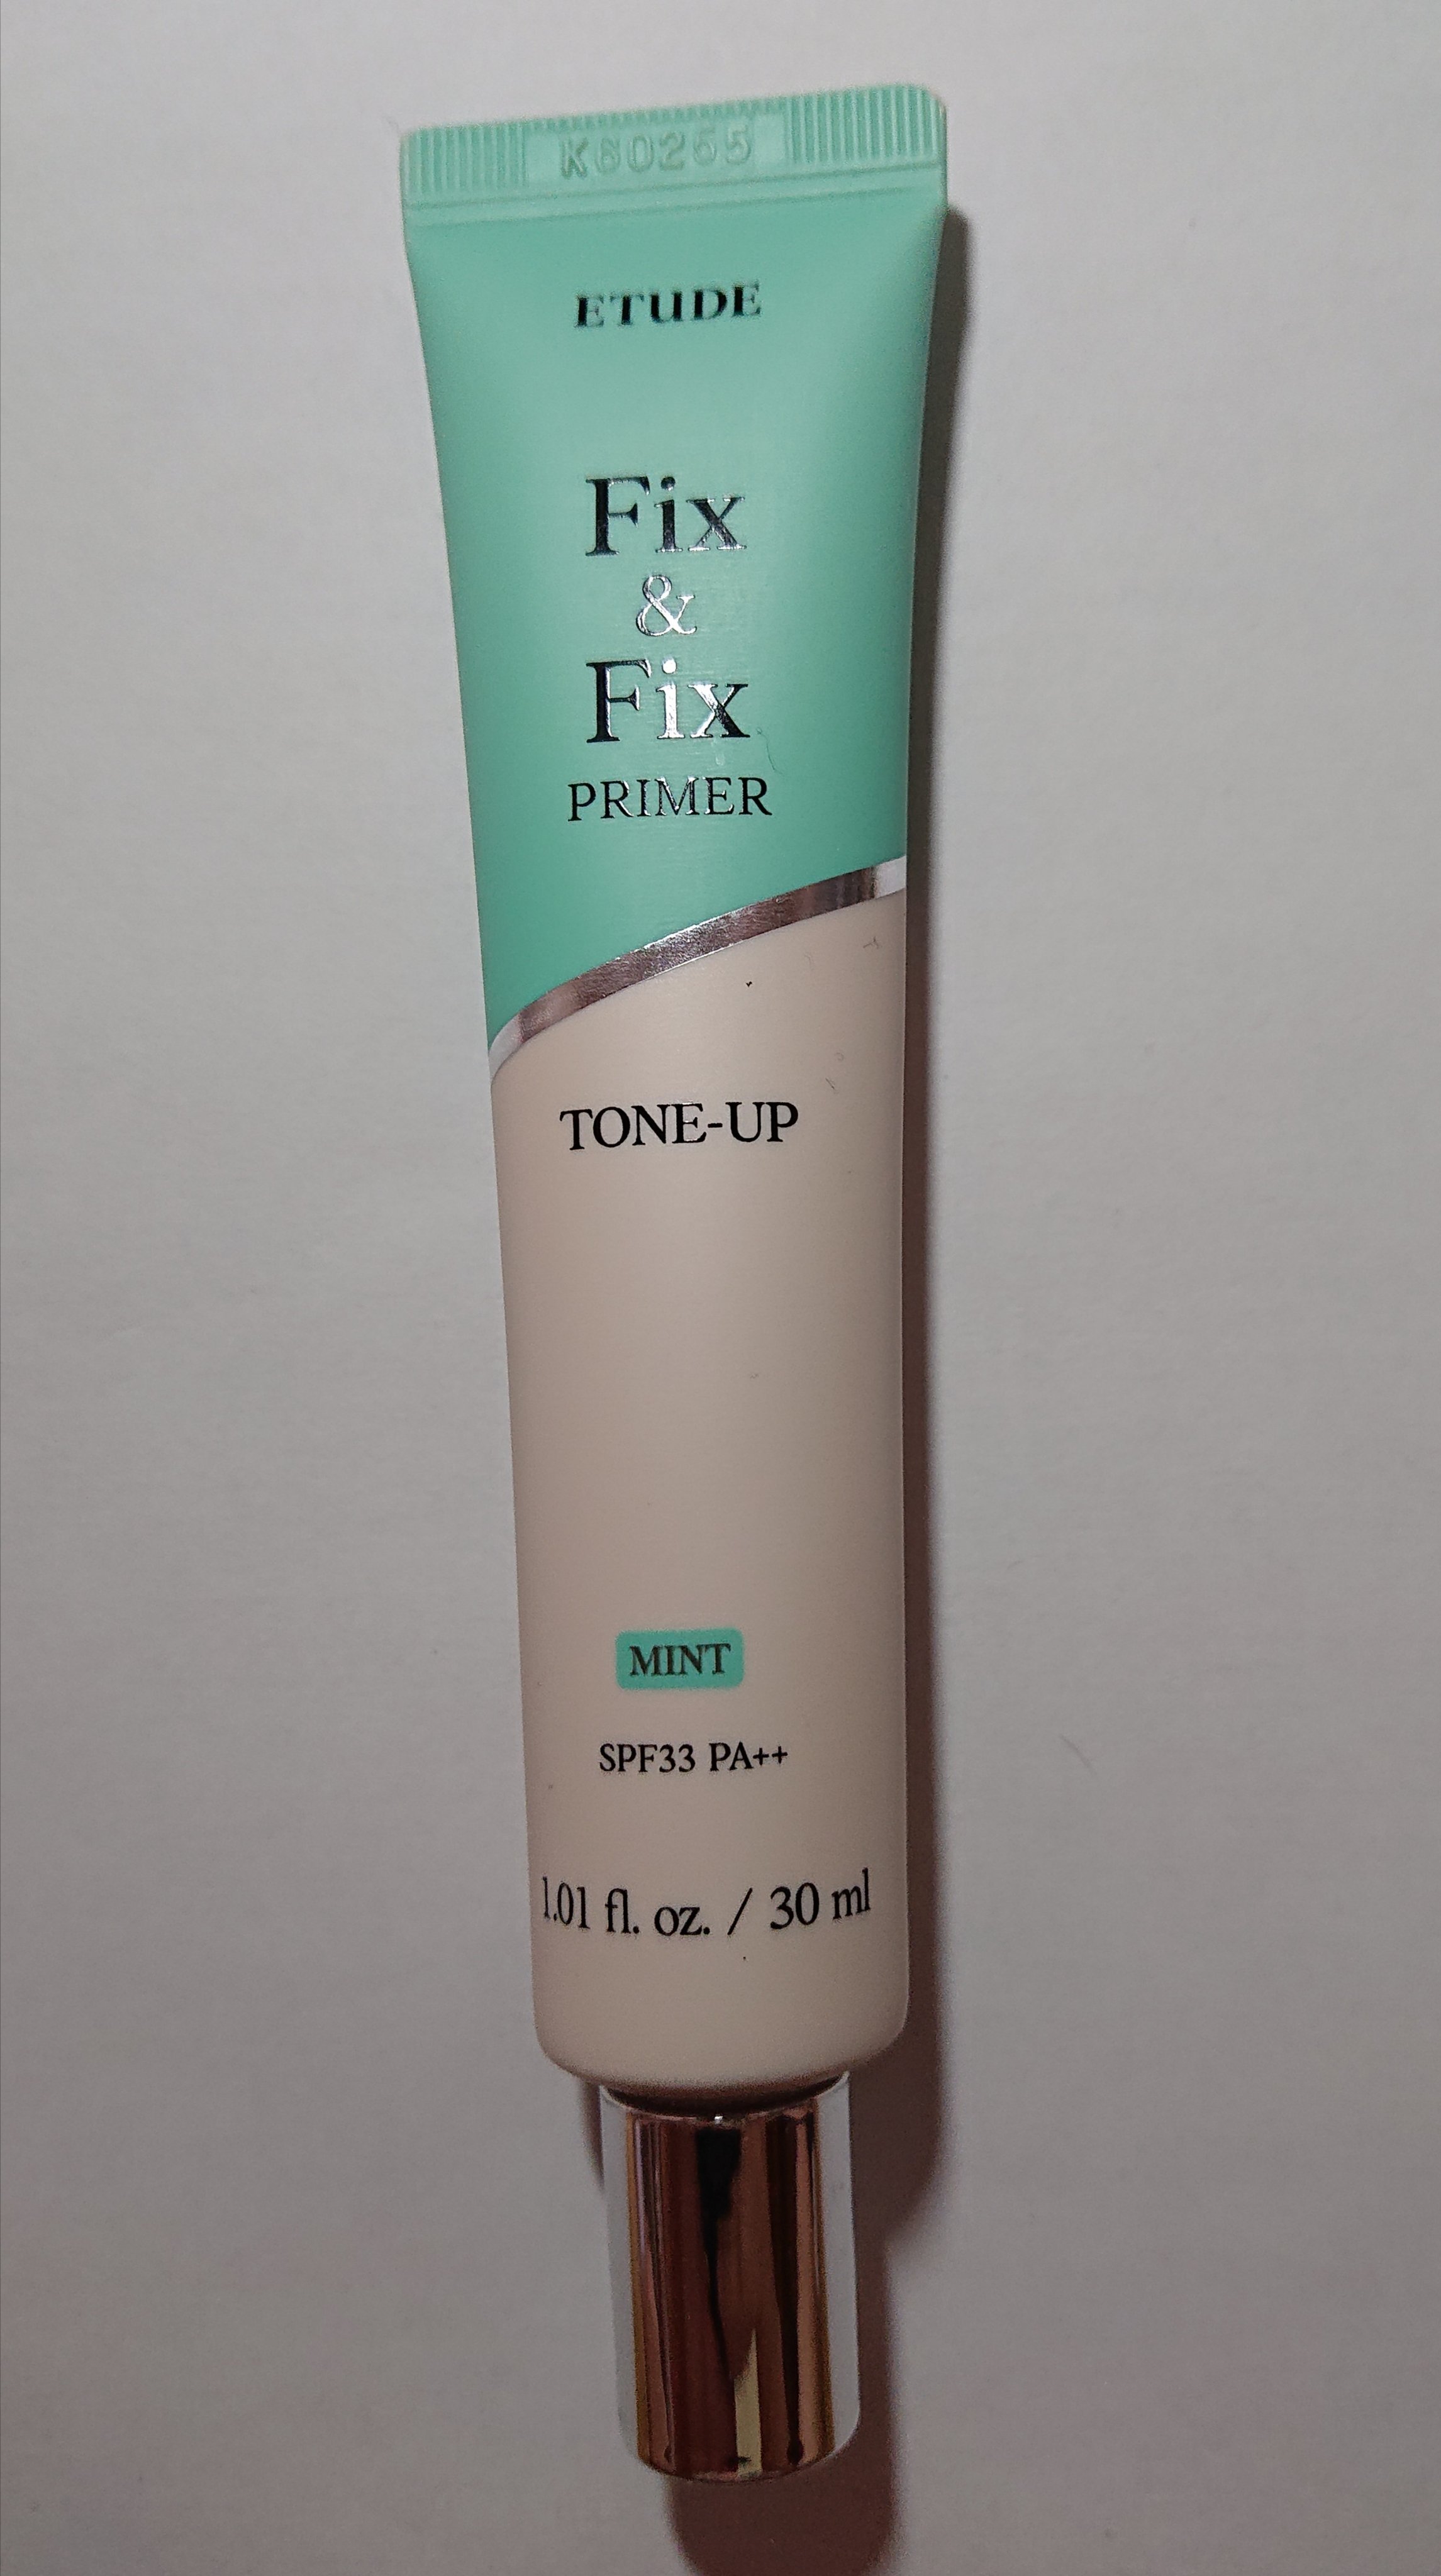 K60255
ETUDE
Fix
&
Fix
PRIMER
TONE-UP
MINT
SPF33 PA++
1.01 fl. oz. / 30 ml